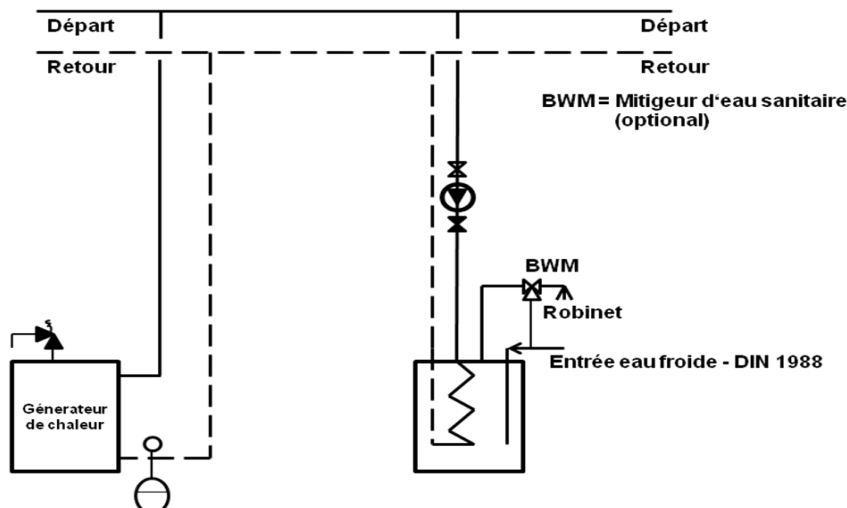 Départ
Départ
Retour
Retour
BWM = Mitigeur d'eau sanitaire
(optional)
BWM
Robinet
Entrée eau froide - DIN 1988
Génerateur
de chaleur